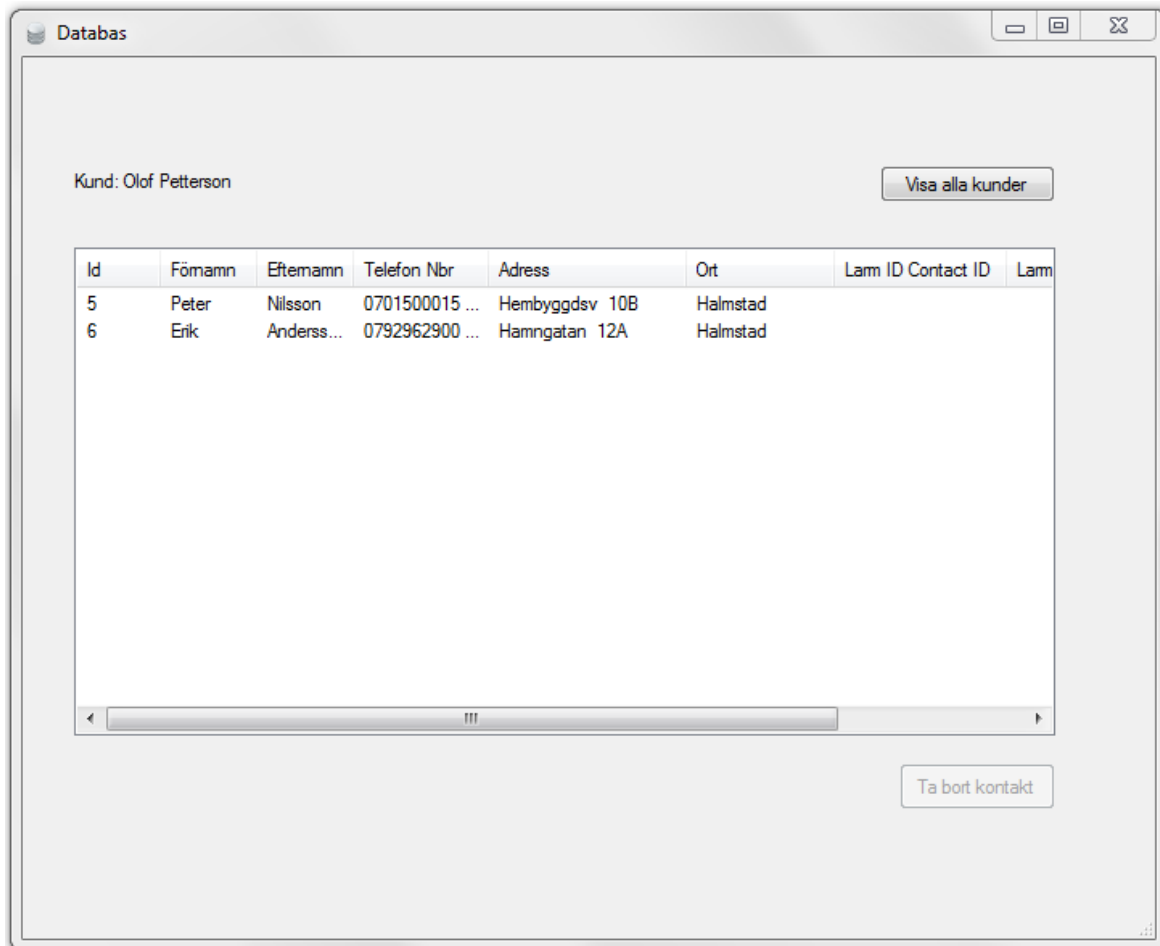 Databas
Kund: Olof Petterson
Visa alla kunder
Id Förnamn Efternamn Telefon Nbr Adress Ort Larm ID Contact ID Larm
5 Peter Nilsson 0701500015 ... Hembyggdsv 10B Halmstad
6 Erik Anderss... 0792962900 ... Hamngatan 12A Halmstad
Ta bort kontakt